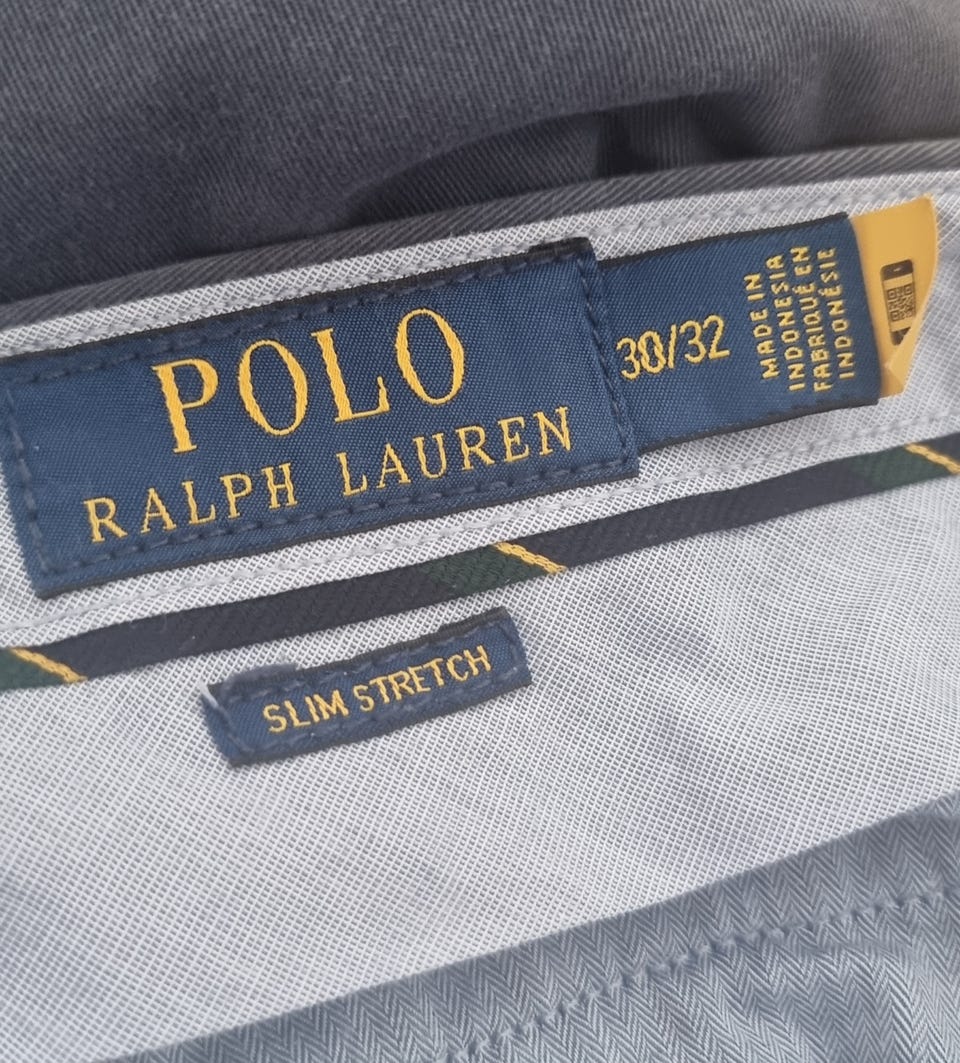 POLO
RALPH LAUREN
30/32
MADE IN
INDONESIA
FABRIQUÉ EN
INDONÉSIE
SLIM STRETCH